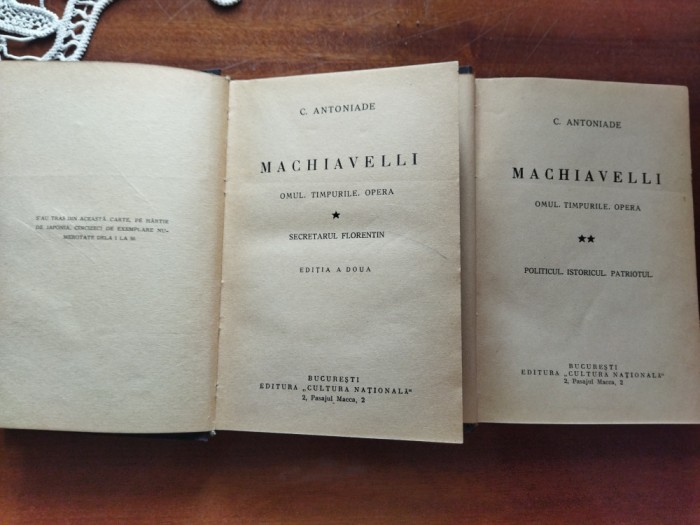 S'AU TRAS DIN ACEASTĂ CARTE, PE HÂRTIE
DE JAPONIA, CINCIZECI DE EXEMPLARE NU-
MEROTATE DELA 1 LA 50.
C. ANTONIADE
MACHIAVELLI
OMUL. TIMPURILE. OPERA
★
SECRETARUL FLORENTIN
EDIȚIA A DOUA
BUCUREȘTI
EDITURA „CULTURA NAȚIONALĂ"
2, Pasajul Macca, 2
C. ANTONIADE
MACHIAVELLI
OMUL. TIMPURILE. OPERA
★★
POLITICUL. ISTORICUL. PATRIOTUL.
BUCUREȘTI
EDITURA „CULTURA NAȚIONALĂ"
2, Pasajul Macca, 2